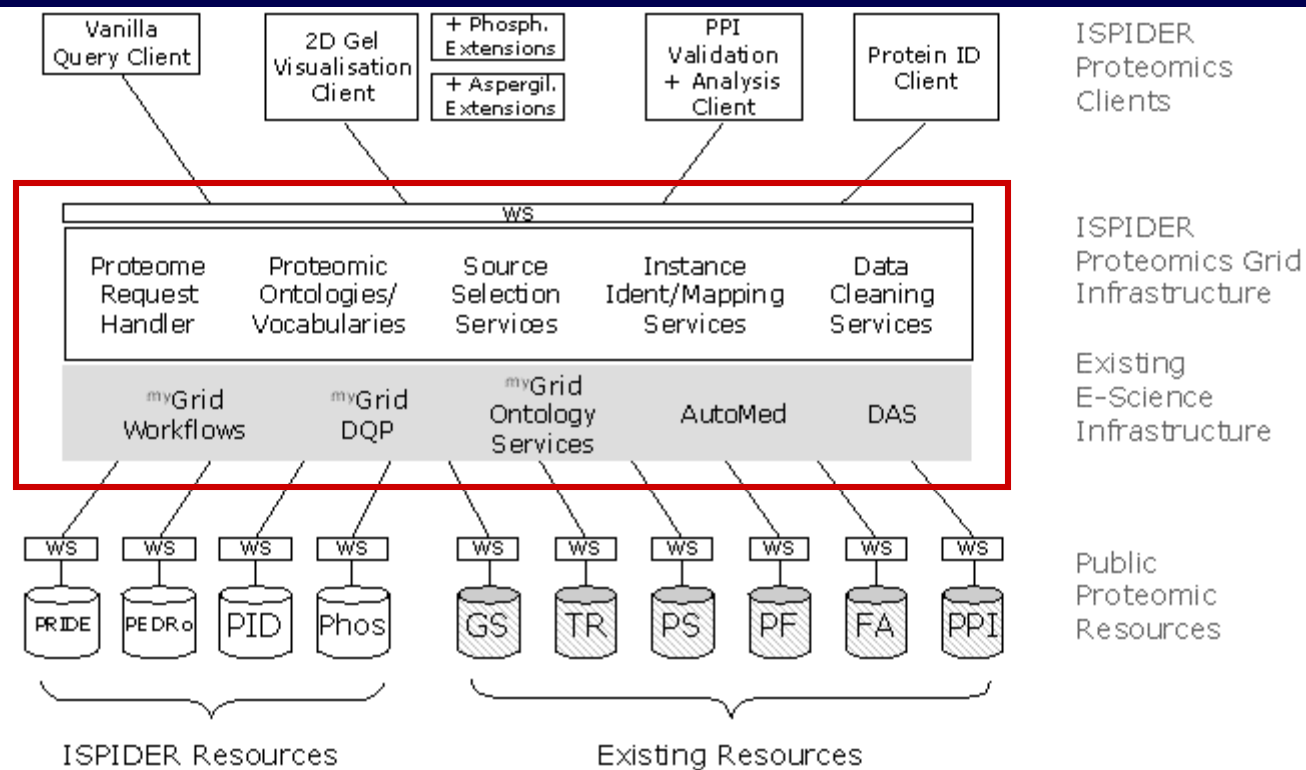 Vanilla
Query Client
2D Gel
Visualisation
Client
+ Phosph.
Extensions
+ Aspergil.
Extensions
PPI
Validation
+ Analysis
Client
Protein ID
Client
ISPIDER
Proteomics
Clients
WS
Proteome
Request
Handler
Proteomic
Ontologies/
Vocabularies
Source
Selection
Services
Instance
Ident/Mapping
Services
Data
Cleaning
Services
ISPIDER
Proteomics Grid
Infrastructure
myGrid
Workflows
myGrid
DQP
myGrid
Ontology
Services
AutoMed
DAS
Existing
E-Science
Infrastructure
WS
WS
WS
WS
WS
WS
WS
WS
WS
WS
PRIDE
PEDRo
PID
Phos
GS
TR
PS
PF
FA
PPI
Public
Proteomic
Resources
ISPIDER Resources
Existing Resources